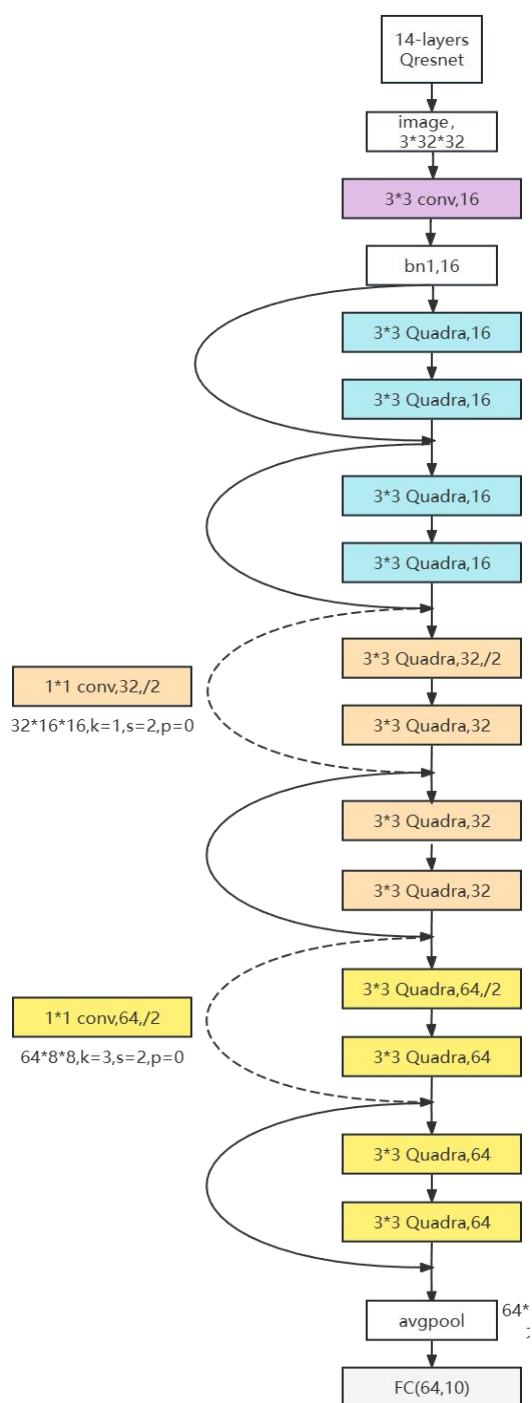 14-layers
Qresnet
image,
3*32*32
3*3 conv,16
bn1,16
3*3 Quadra,16
3*3 Quadra,16
3*3 Quadra,16
3*3 Quadra,16
3*3 Quadra,32,/2
1*1 conv,32,/2
32*16*16,k=1,s=2,p=0
3*3 Quadra,32
3*3 Quadra,32
3*3 Quadra,32
3*3 Quadra,64,/2
1*1 conv,64,/2
64*8*8,k=3,s=2,p=0
3*3 Quadra,64
3*3 Quadra,64
3*3 Quadra,64
avgpool
64*
FC(64,10)